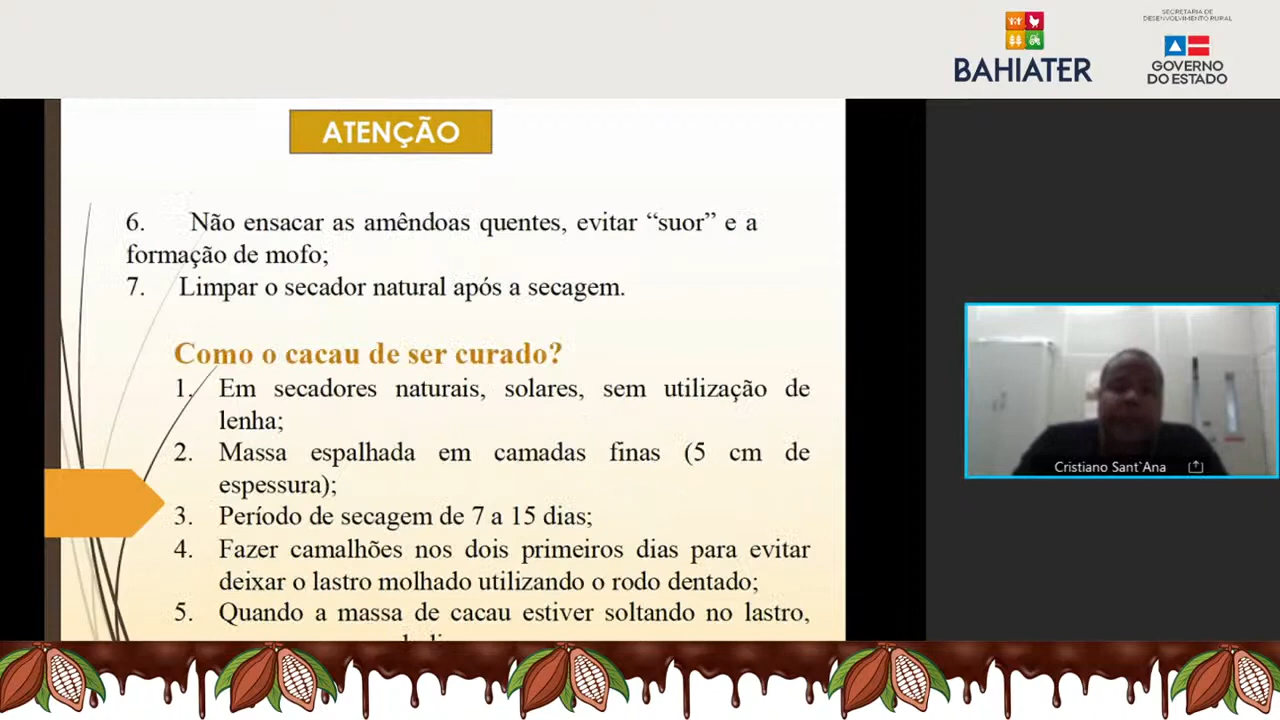 SECRETARIA DE
DESENVOLVIMENTO RURAL
BAHIATER
GOVERNO
DO ESTADO
ATENÇÃO
6. Não ensacar as amêndoas quentes, evitar “suor” e a
formação de mofo;
7. Limpar o secador natural após a secagem.
Como o cacau de ser curado?
1. Em secadores naturais, solares, sem utilização de
lenha;
2. Massa espalhada em camadas finas (5 cm de
espessura);
3. Período de secagem de 7 a 15 dias;
4. Fazer camalhões nos dois primeiros dias para evitar
deixar o lastro molhado utilizando o rodo dentado;
5. Quando a massa de cacau estiver soltando no lastro,
Cristiano Sant`Ana